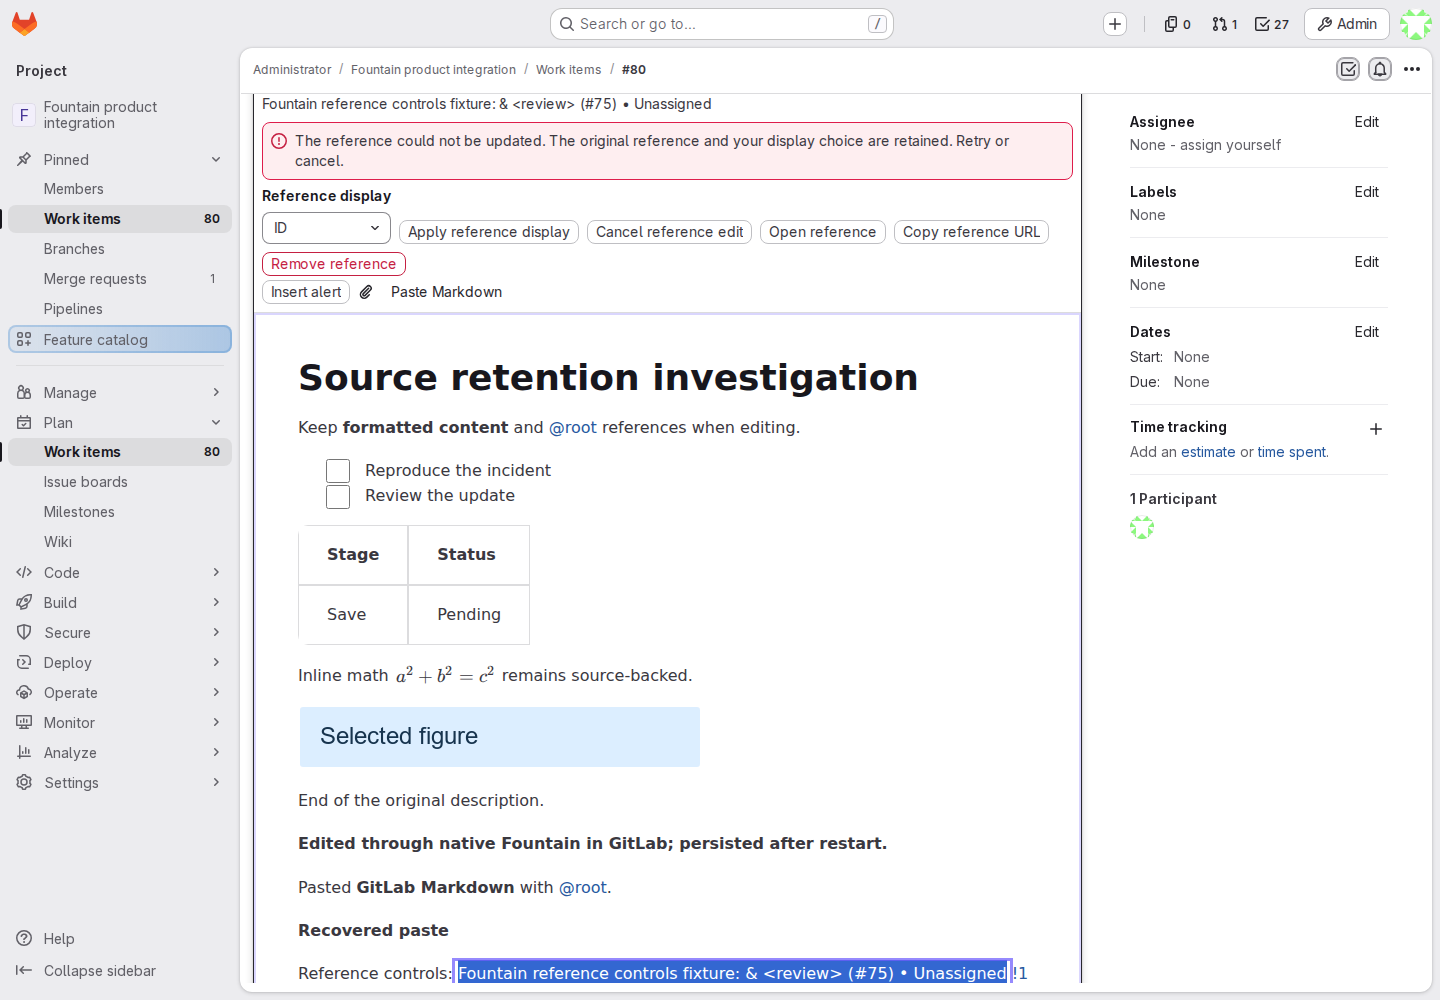 Search or go to...
/
0
1
27
Admin
Project
F
Fountain product integration
Pinned
Members
Work items
80
Branches
Merge requests
1
Pipelines
Feature catalog
Manage
Plan
Work items
80
Issue boards
Milestones
Wiki
Code
Build
Secure
Deploy
Operate
Monitor
Analyze
Settings
Help
Collapse sidebar
Administrator / Fountain product integration / Work items / #80
Fountain reference controls fixture: & <review> (#75) • Unassigned
The reference could not be updated. The original reference and your display choice are retained. Retry or
cancel.
Reference display
ID
Apply reference display
Cancel reference edit
Open reference
Copy reference URL
Remove reference
Insert alert
Paste Markdown
Source retention investigation
Keep formatted content and @root references when editing.
Reproduce the incident
Review the update
Stage Status
Save Pending
Inline math a² + b² = c² remains source-backed.
Selected figure
End of the original description.
Edited through native Fountain in GitLab; persisted after restart.
Pasted GitLab Markdown with @root.
Recovered paste
Reference controls: Fountain reference controls fixture: & <review> (#75) • Unassigned !1
Assignee
Edit
None - assign yourself
Labels
Edit
None
Milestone
Edit
None
Dates
Edit
Start: None
Due: None
Time tracking
Add an estimate or time spent.
1 Participant